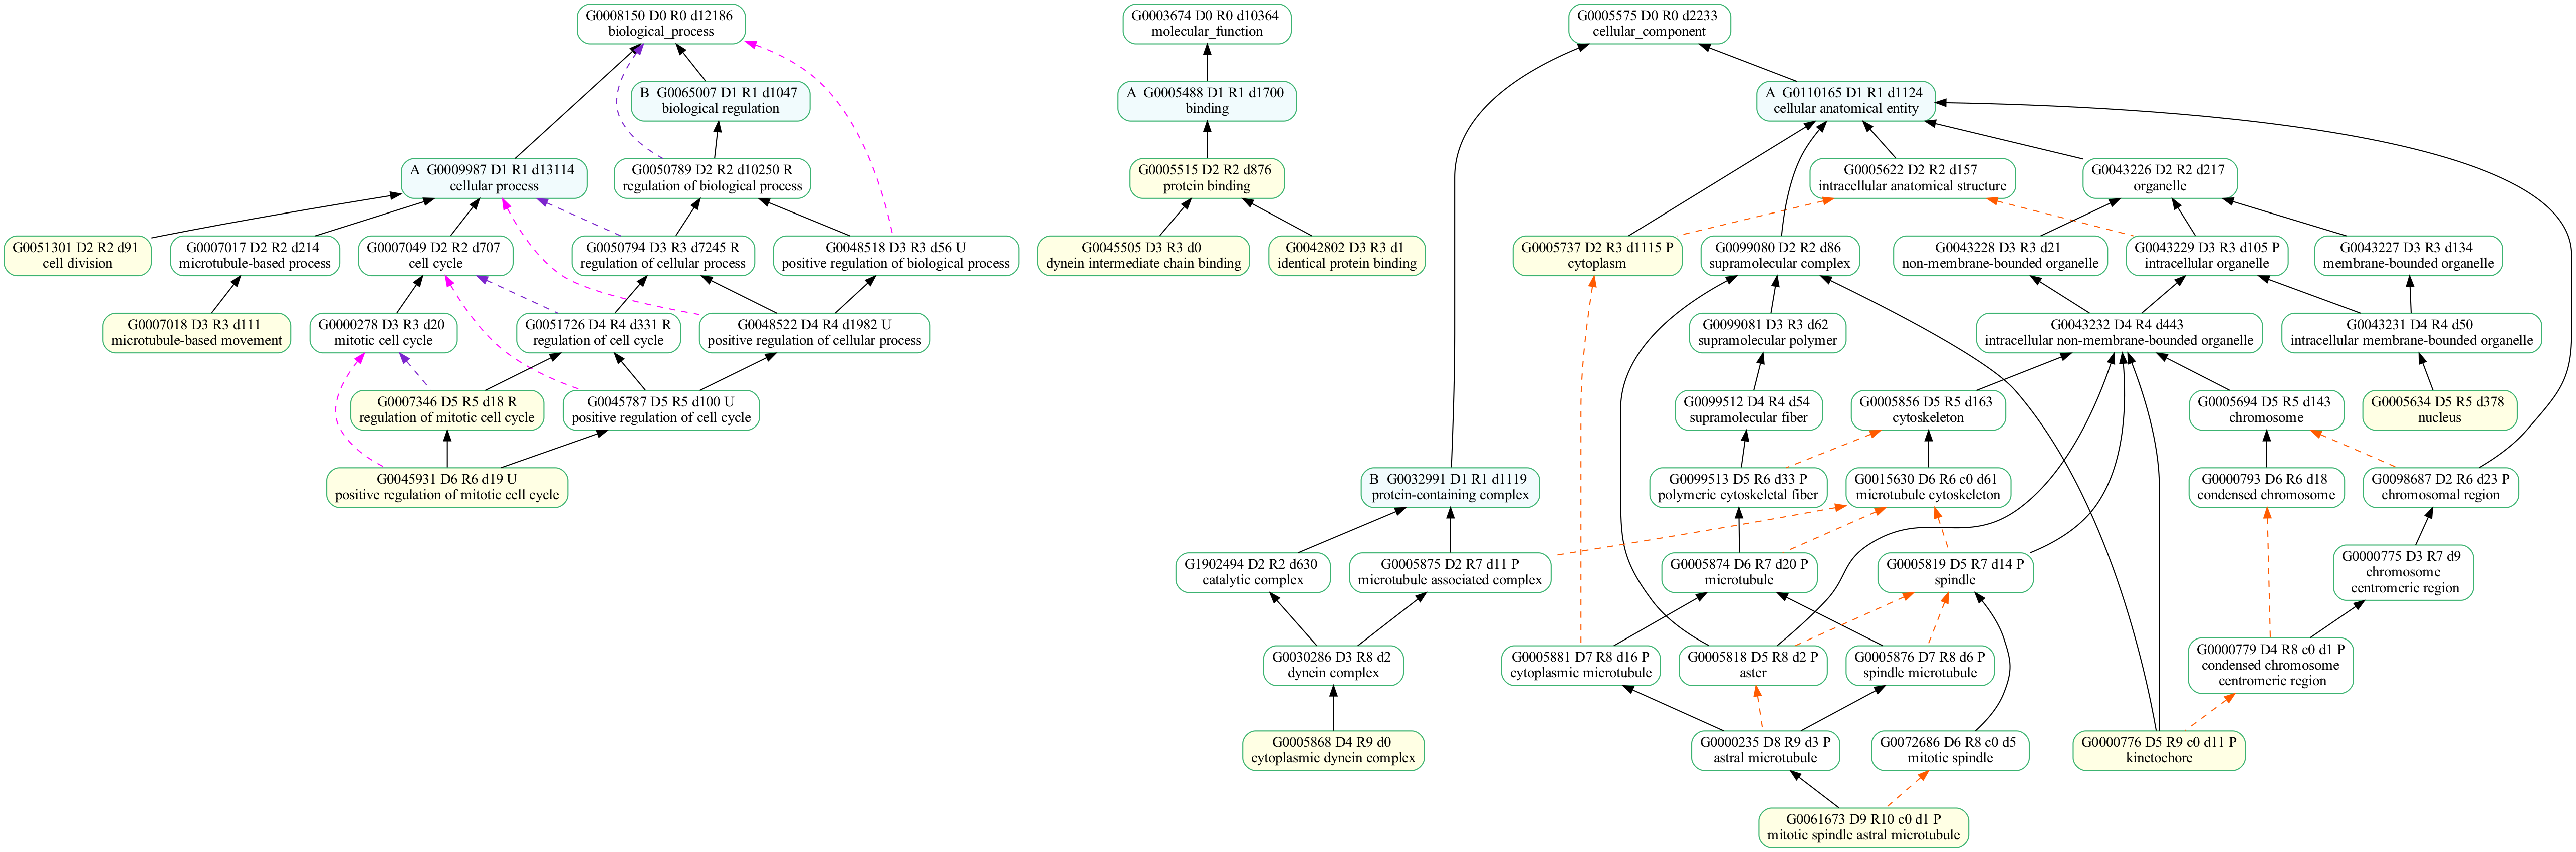 G0008150 D0 R0 d12186
biological_process
G0003674 D0 R0 d10364
molecular_function
G0005575 D0 R0 d2233
cellular_component
B G0065007 D1 R1 d1047
biological regulation
A G0005488 D1 R1 d1700
binding
A G0110165 D1 R1 d1124
cellular anatomical entity
A G0009987 D1 R1 d13114
cellular process
G0050789 D2 R2 d10250 R
regulation of biological process
G0005515 D2 R2 d876
protein binding
G0005622 D2 R2 d157
intracellular anatomical structure
G0043226 D2 R2 d217
organelle
G0051301 D2 R2 d91
cell division
G0007017 D2 R2 d214
microtubule-based process
G0007049 D2 R2 d707
cell cycle
G0050794 D3 R3 d7245 R
regulation of cellular process
G0048518 D3 R3 d56 U
positive regulation of biological process
G0045505 D3 R3 d0
dynein intermediate chain binding
G0042802 D3 R3 d1
identical protein binding
G0005737 D2 R3 d1115 P
cytoplasm
G0099080 D2 R2 d86
supramolecular complex
G0043228 D3 R3 d21
non-membrane-bounded organelle
G0043229 D3 R3 d105 P
intracellular organelle
G0043227 D3 R3 d134
membrane-bounded organelle
G0007018 D3 R3 d111
microtubule-based movement
G0000278 D3 R3 d20
mitotic cell cycle
G0051726 D4 R4 d331 R
regulation of cell cycle
G0048522 D4 R4 d1982 U
positive regulation of cellular process
G0099081 D3 R3 d62
supramolecular polymer
G0043232 D4 R4 d443
intracellular non-membrane-bounded organelle
G0043231 D4 R4 d50
intracellular membrane-bounded organelle
G0007346 D5 R5 d18 R
regulation of mitotic cell cycle
G0045787 D5 R5 d100 U
positive regulation of cell cycle
G0099512 D4 R4 d54
supramolecular fiber
G0005856 D5 R5 d163
cytoskeleton
G0005694 D5 R5 d143
chromosome
G0005634 D5 R5 d378
nucleus
G0045931 D6 R6 d19 U
positive regulation of mitotic cell cycle
B G0032991 D1 R1 d1119
protein-containing complex
G0099513 D5 R6 d33 P
polymeric cytoskeletal fiber
G0015630 D6 R6 c0 d61
microtubule cytoskeleton
G0000793 D6 R6 d18
condensed chromosome
G0098687 D2 R6 d23 P
chromosomal region
G1902494 D2 R2 d630
catalytic complex
G0005875 D2 R7 d11 P
microtubule associated complex
G0005874 D6 R7 d20 P
microtubule
G0005819 D5 R7 d14 P
spindle
G0000775 D3 R7 d9
chromosome
centromeric region
G0030286 D3 R8 d2
dynein complex
G0005881 D7 R8 d16 P
cytoplasmic microtubule
G0005818 D5 R8 d2 P
aster
G0005876 D7 R8 d6 P
spindle microtubule
G0000779 D4 R8 c0 d1 P
condensed chromosome
centromeric region
G0005868 D4 R9 d0
cytoplasmic dynein complex
G0000235 D8 R9 d3 P
astral microtubule
G0072686 D6 R8 c0 d5
mitotic spindle
G0000776 D5 R9 c0 d11 P
kinetochore
G0061673 D9 R10 c0 d1 P
mitotic spindle astral microtubule